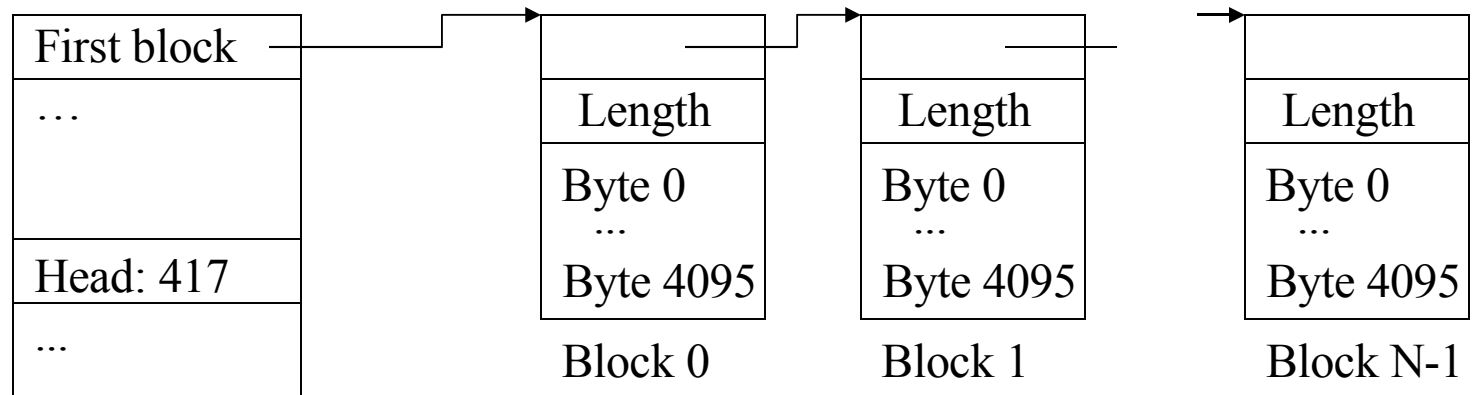 First block
…
Head: 417
...
Length
Byte 0
...
Byte 4095
Block 0
Length
Byte 0
...
Byte 4095
Block 1
Length
Byte 0
...
Byte 4095
Block N-1